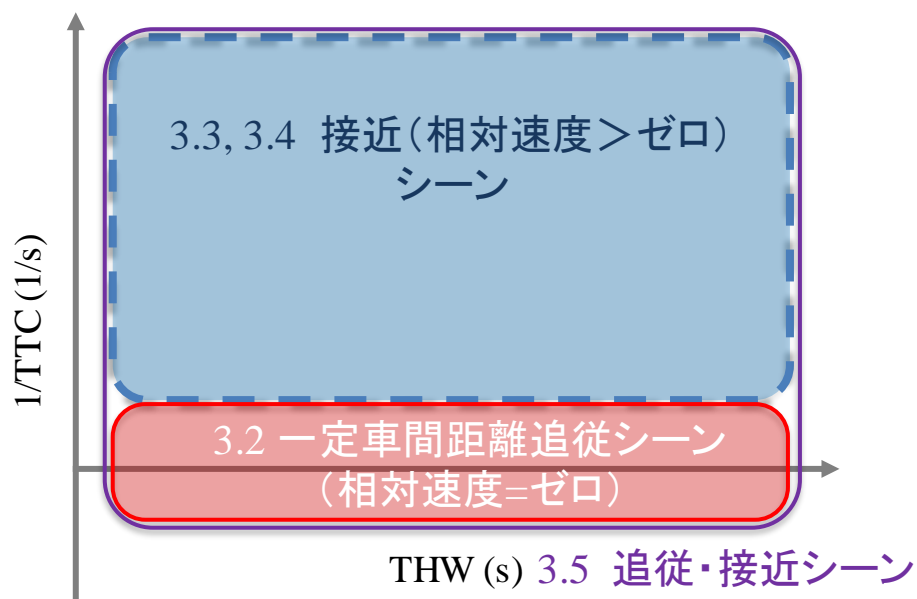 3.3, 3.4 接近(相対速度＞ゼロ)
シーン
1/TTC (1/s)
3.2 一定車間距離追従シーン
(相対速度=ゼロ)
THW (s) 3.5 追従・接近シーン